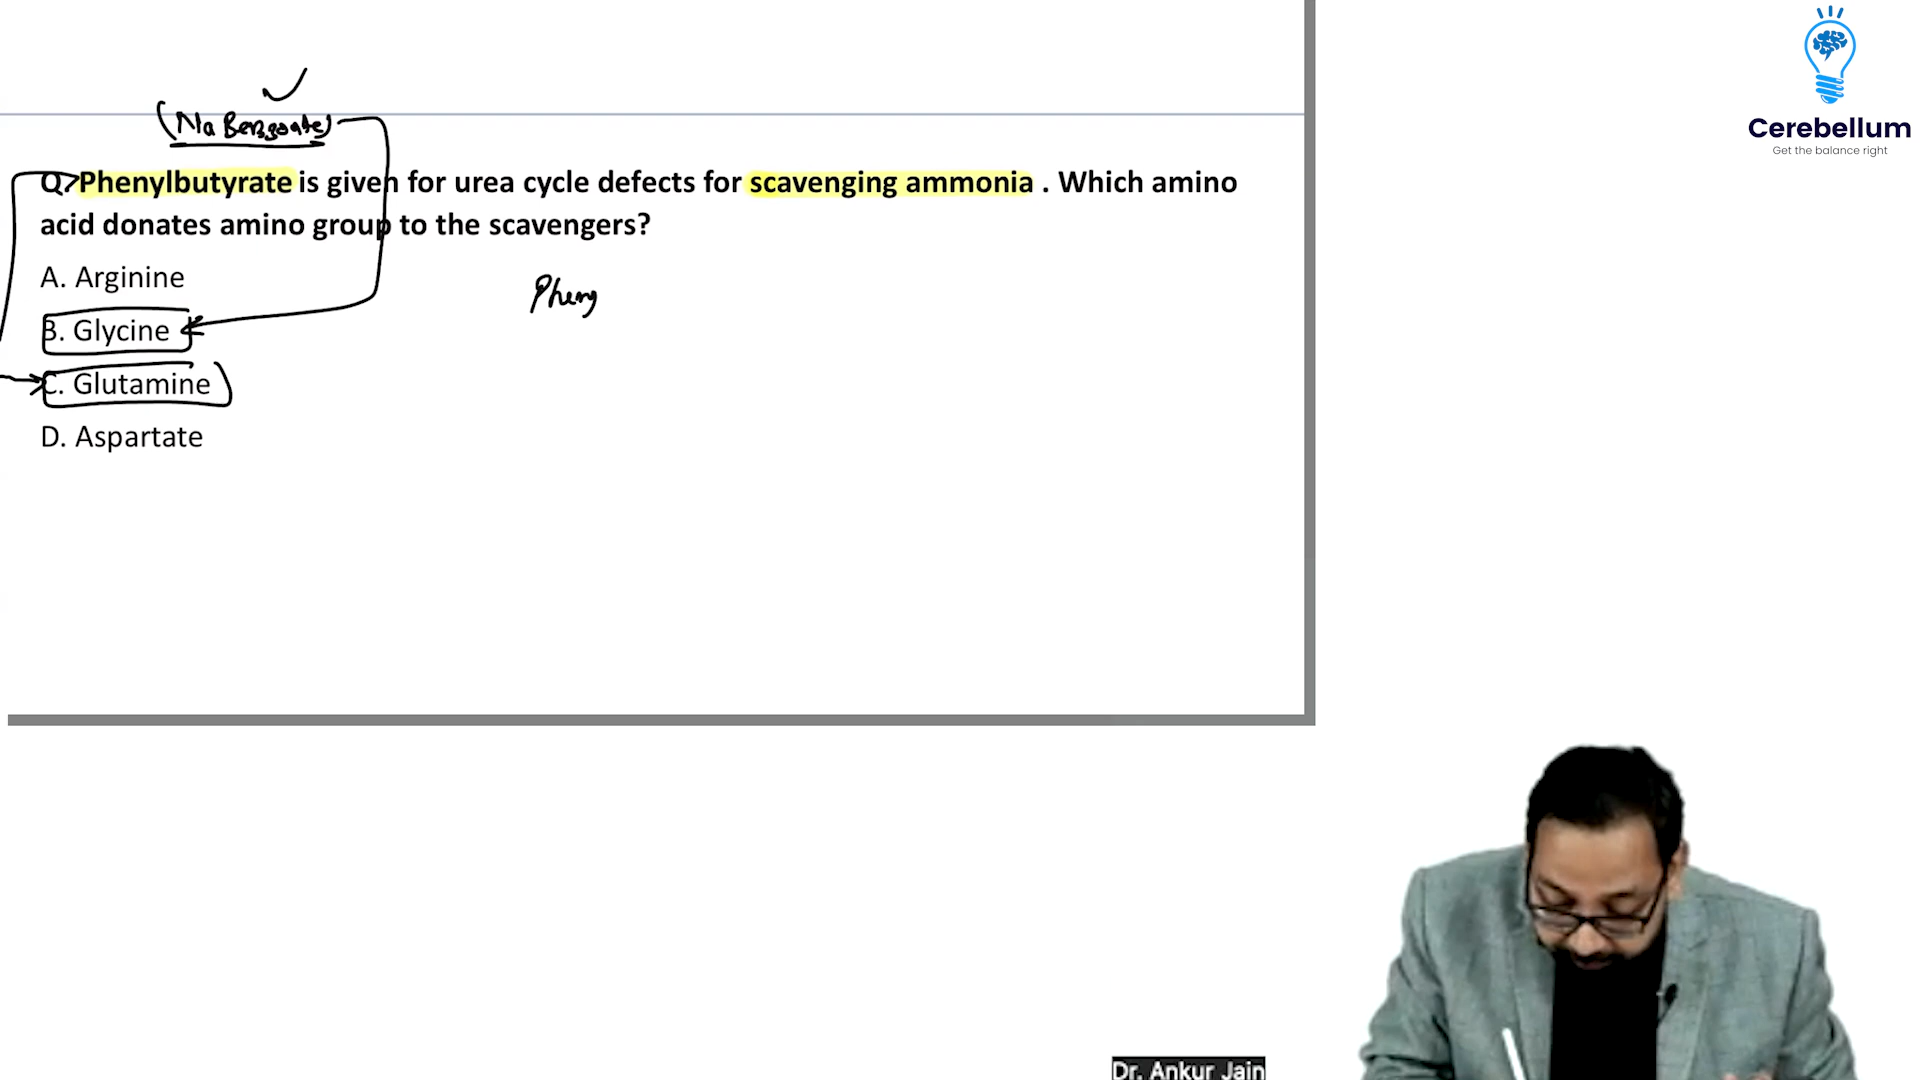 Cerebellum
Get the balance right
(Na Benzoate)
Q. Phenylbutyrate is given for urea cycle defects for scavenging ammonia . Which amino
acid donates amino group to the scavengers?
A. Arginine
Pheny
B. Glycine
C. Glutamine
D. Aspartate
Dr. Ankur Jain